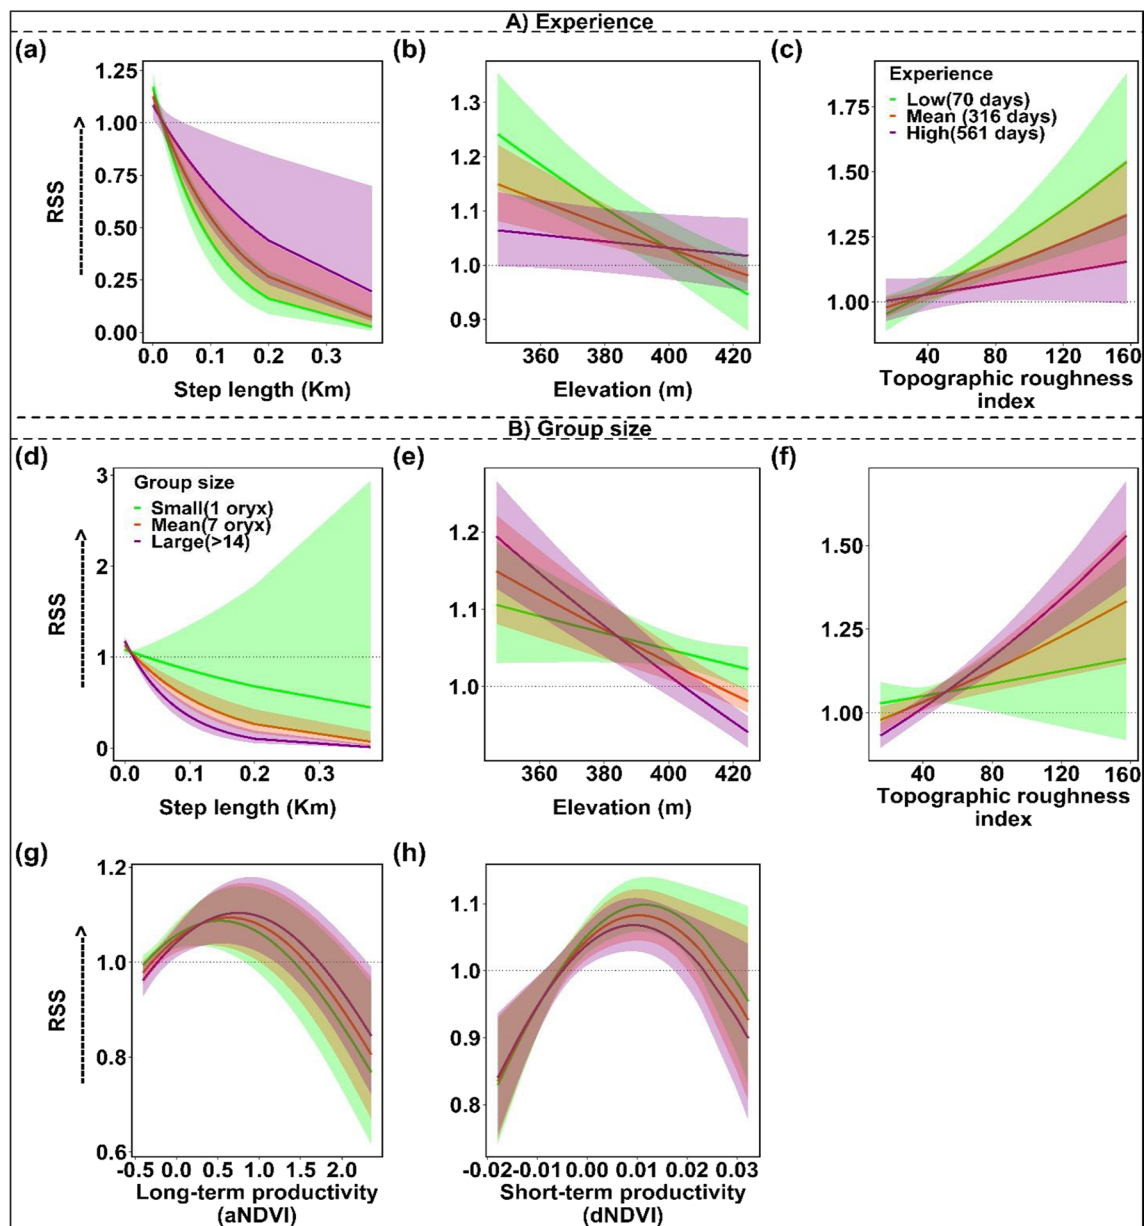 A) Experience
(a)
(b)
(c)
1.25
1.00
0.75
0.50
0.25
0.00
RSS
0.0
0.1
0.2
0.3
Step length (Km)
1.3
1.2
1.1
1.0
0.9
360
380
400
420
Elevation (m)
Experience
Low(70 days)
Mean (316 days)
High(561 days)
1.75
1.50
1.25
1.00
40
80
120
160
Topographic roughness
index
B) Group size
(d)
(e)
(f)
Group size
Small(1 oryx)
Mean(7 oryx)
Large(>14)
3
2
1
0
RSS
0.0
0.1
0.2
0.3
Step length (Km)
1.2
1.1
1.0
360
380
400
420
Elevation (m)
1.50
1.25
1.00
40
80
120
160
Topographic roughness
index
(g)
(h)
1.2
1.0
0.8
0.6
RSS
-0.5
0.0
0.5
1.0
1.5
2.0
Long-term productivity
(aNDVI)
1.1
1.0
0.9
0.8
-0.02
-0.01
0.00
0.01
0.02
0.03
Short-term productivity
(dNDVI)